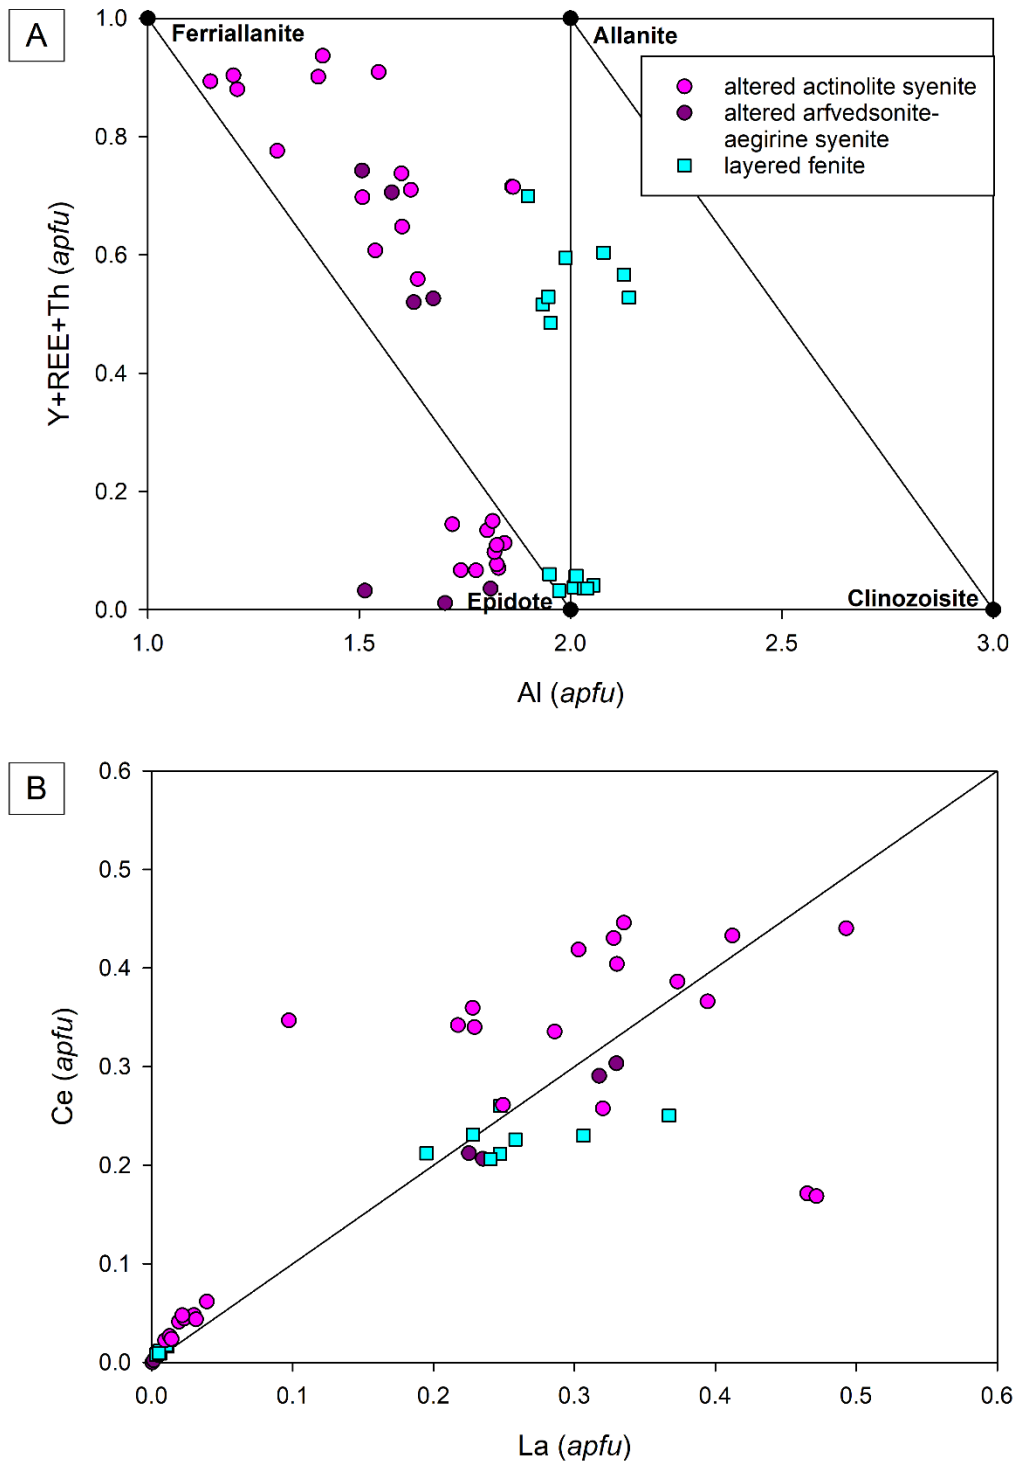 A
1.0
Ferriallanite
Allanite
altered actinolite syenite
altered arfvedsonite-
aegirine syenite
layered fenite
0.8
0.6
0.4
0.2
0.0
Y+REE+Th (apfu)
Epidote
Clinozoisite
1.0 1.5 2.0 2.5 3.0
Al (apfu)
B
0.6
0.5
0.4
0.3
0.2
0.1
0.0
Ce (apfu)
0.0 0.1 0.2 0.3 0.4 0.5 0.6
La (apfu)